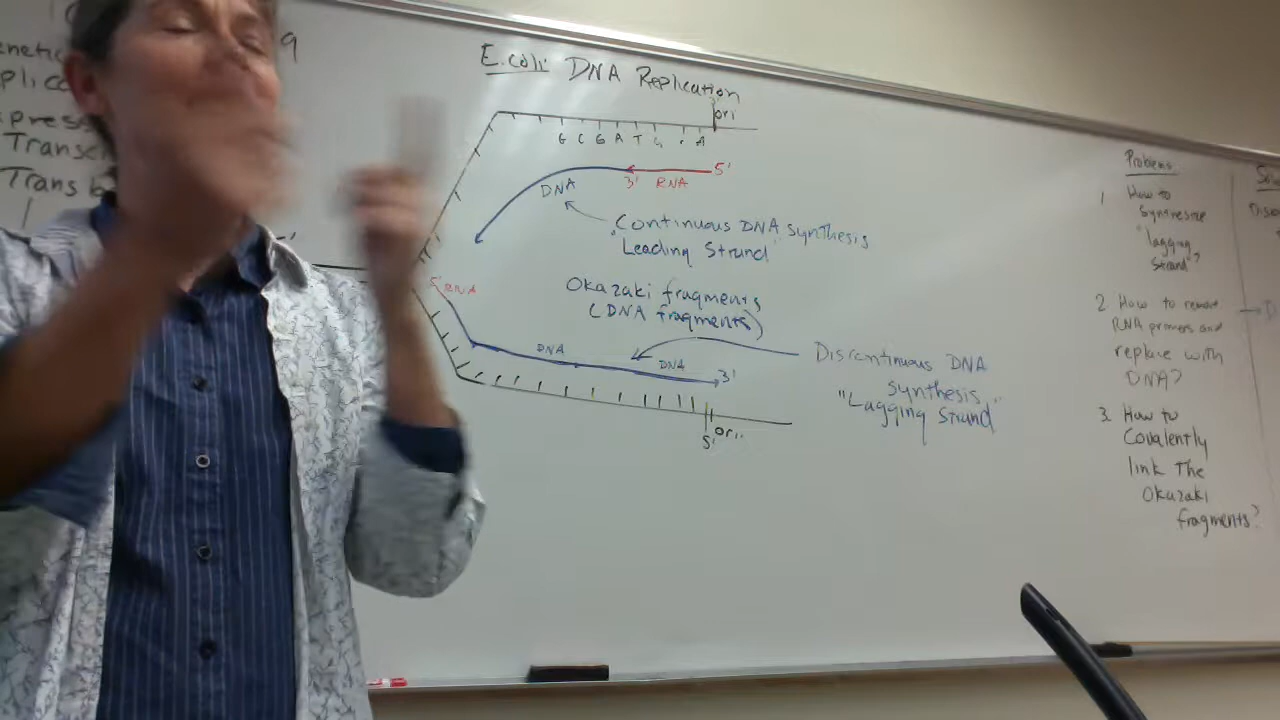 9
Transc
Trans
E.coli DNA Replication
ori
G C G A T G A
5'
3' RNA
DNA
Continuous DNA synthesis
"Leading Strand"
Okazaki fragments
(DNA fragments)
5' RNA
DNA
DNA
3'
Discontinuous DNA
synthesis
"Lagging Strand"
ori
5'
Problems
1 How to
synthesize
"lagging
strand"?
2. How to remove
RNA primers and
replace with
DNA?
3. How to
Covalently
link the
Okazaki
fragments?